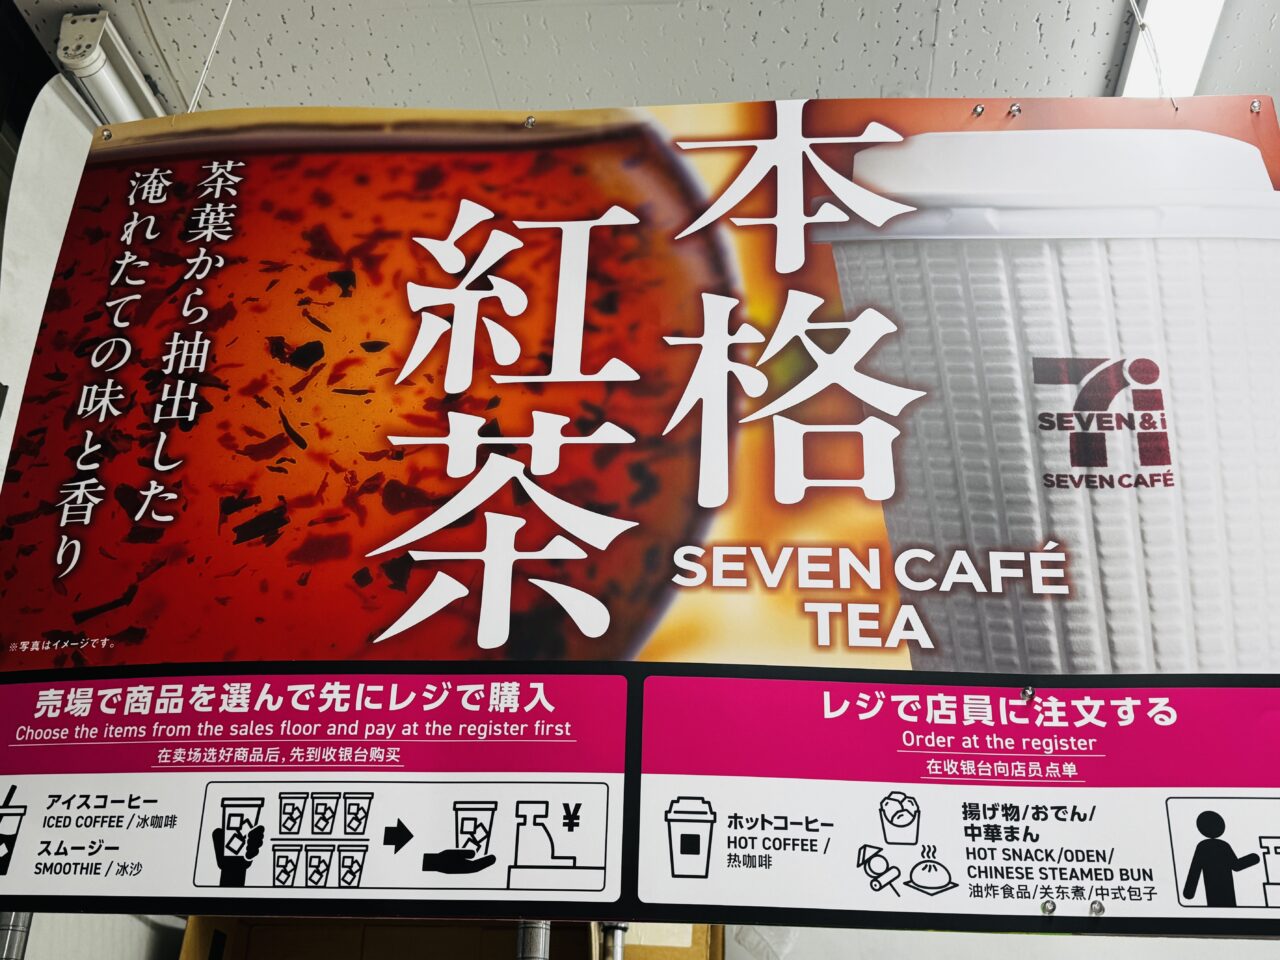 本格
紅茶
茶葉から抽出した
淹れたての味と香り
SEVEN CAFÉ
TEA
SEVEN&i
SEVEN CAFÉ
※写真はイメージです。
売場で商品を選んで先にレジで購入
Choose the items from the sales floor and pay at the register first
在卖场选好商品后，先到收银台购买
アイスコーヒー
ICED COFFEE / 冰咖啡
スムージー
SMOOTHIE / 冰沙
¥
レジで店員に注文する
Order at the register
在收银台向店员点单
ホットコーヒー
HOT COFFEE /
热咖啡
揚げ物/おでん/
中華まん
HOT SNACK/ODEN/
CHINESE STEAMED BUN
油炸食品/关东煮/中式包子